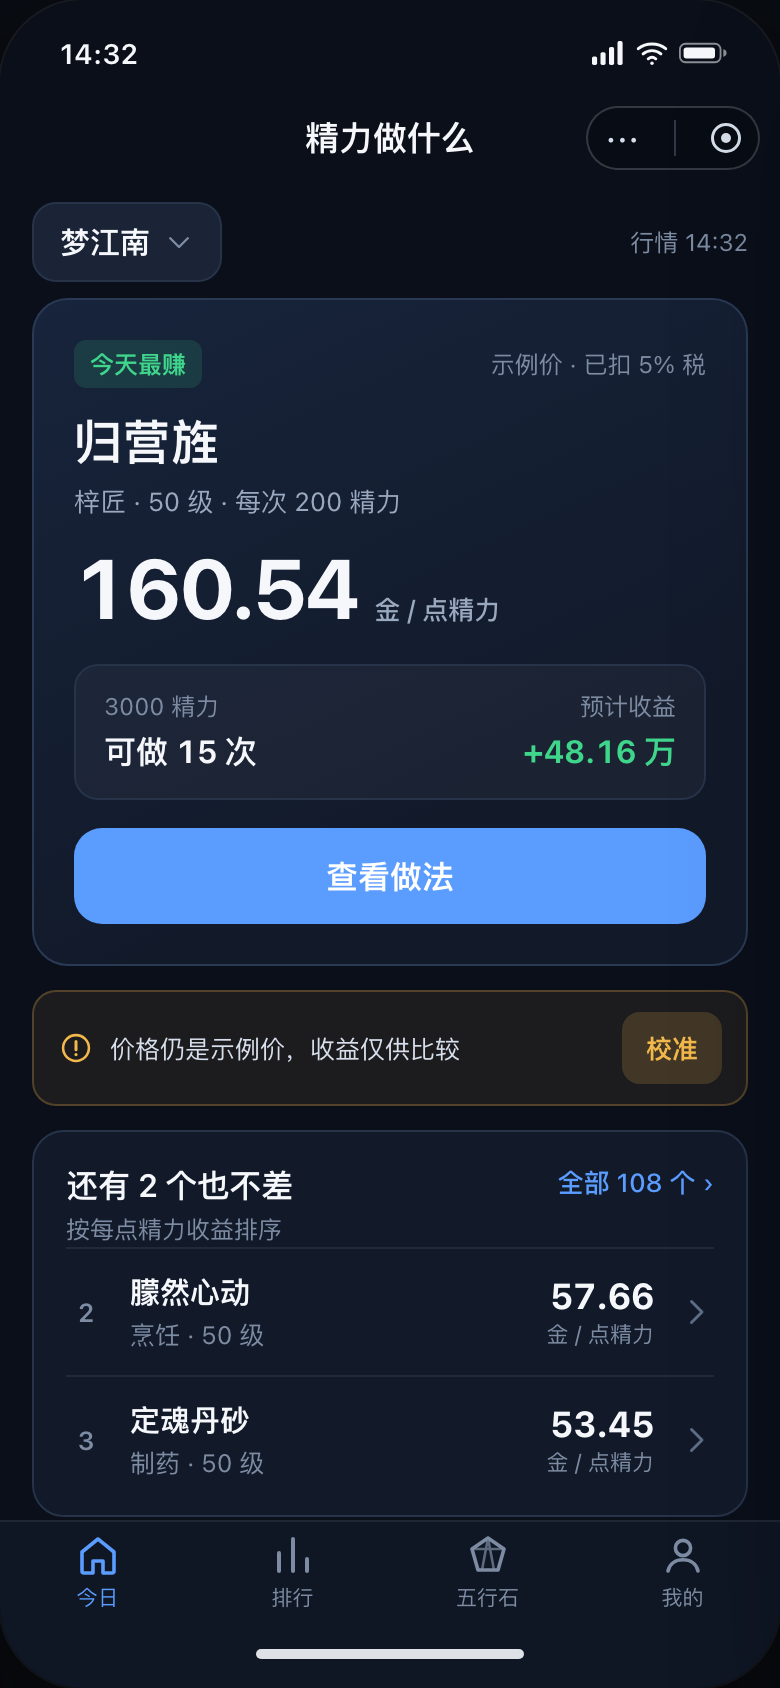 14:32
精力做什么
梦江南
行情 14:32
今天最赚
示例价 · 已扣 5% 税
归营旌
梓匠 · 50 级 · 每次 200 精力
160.54 金 / 点精力
3000 精力
预计收益
可做 15 次
+48.16 万
查看做法
价格仍是示例价，收益仅供比较
校准
还有 2 个也不差
全部 108 个 ›
按每点精力收益排序
2
朦然心动
57.66
烹饪 · 50 级
金 / 点精力
3
定魂丹砂
53.45
制药 · 50 级
金 / 点精力
今日
排行
五行石
我的